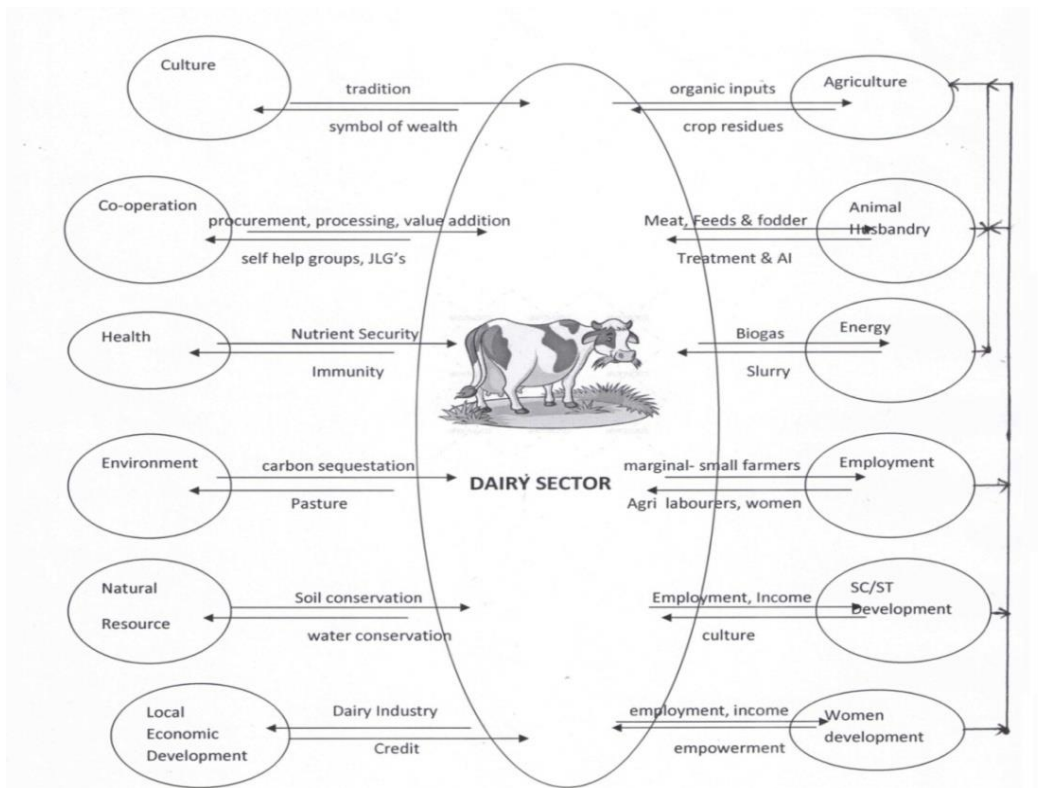 Culture
tradition
symbol of wealth
organic inputs
crop residues
Agriculture
Co-operation
procurement, processing, value addition
self help groups, JLG's
Meat, Feeds & fodder
Treatment & AI
Animal
Husbandry
Health
Nutrient Security
Immunity
Biogas
Slurry
Energy
Environment
carbon sequestation
Pasture
DAIRY SECTOR
marginal- small farmers
Agri labourers, women
Employment
Natural
Resource
Soil conservation
water conservation
Employment, Income
culture
SC/ST
Development
Local
Economic
Development
Dairy Industry
Credit
employment, income
empowerment
Women
development